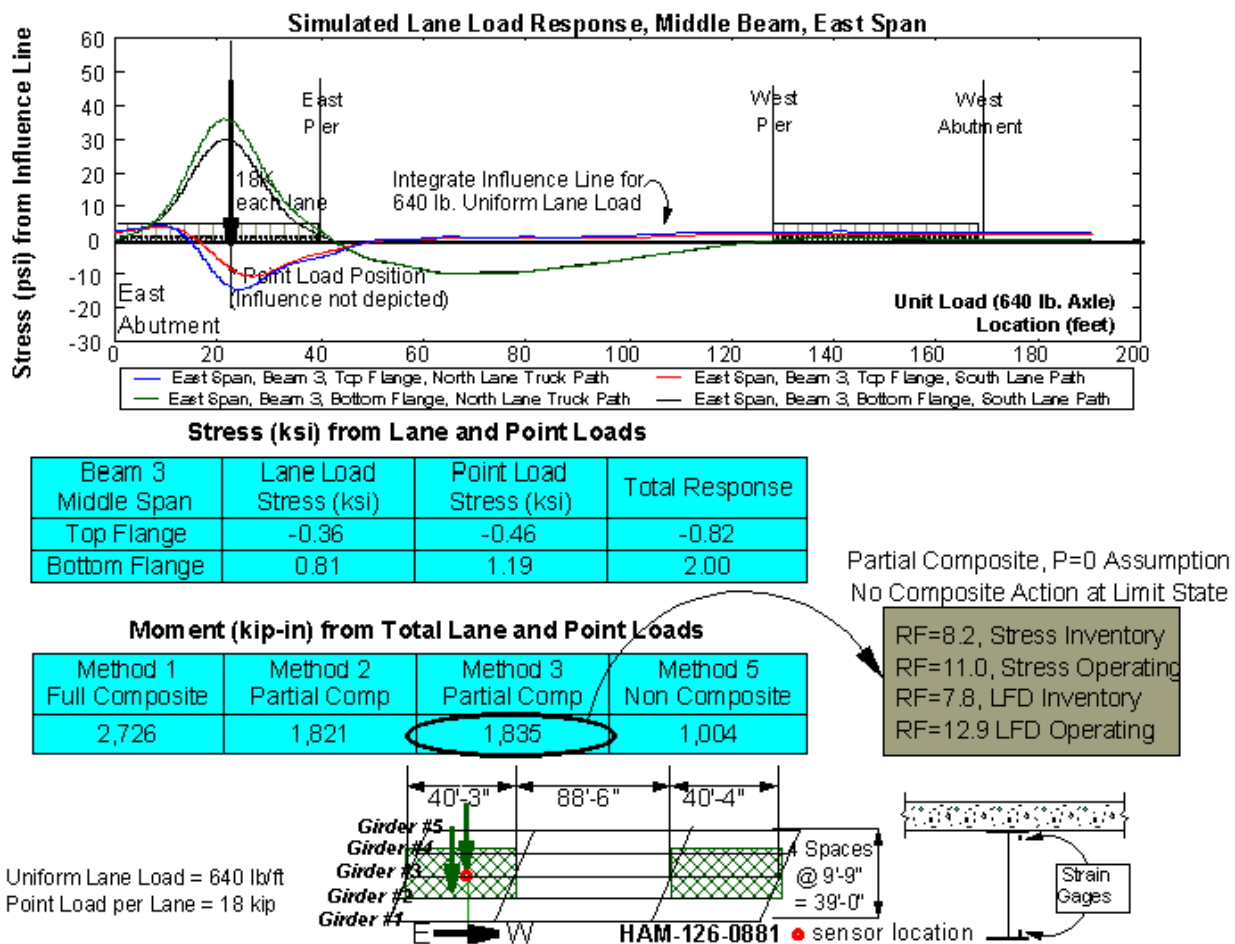 Simulated Lane Load Response, Middle Beam, East Span
Stress (psi) from Influence Line
60
50
40
30
20
10
0
-10
-20
-30
East
Pier
West
Pier
West
Abutment
18K
each lane
Integrate Influence Line for
640 lb. Uniform Lane Load
Point Load Position
(Influence not depicted)
East
Abutment
Unit Load (640 lb. Axle)
Location (feet)
0 20 40 60 80 100 120 140 160 180 200
East Span, Beam 3, Top Flange, North Lane Truck Path
East Span, Beam 3, Top Flange, South Lane Path
East Span, Beam 3, Bottom Flange, North Lane Truck Path
East Span, Beam 3, Bottom Flange, South Lane Path
Stress (ksi) from Lane and Point Loads
Beam 3 Middle Span | Lane Load Stress (ksi) | Point Load Stress (ksi) | Total Response
Top Flange | -0.36 | -0.46 | -0.82
Bottom Flange | 0.81 | 1.19 | 2.00
Partial Composite, P=0 Assumption
No Composite Action at Limit State
RF=8.2, Stress Inventory
RF=11.0, Stress Operating
RF=7.8, LFD Inventory
RF=12.9 LFD Operating
Moment (kip-in) from Total Lane and Point Loads
Method 1 Full Composite | Method 2 Partial Comp | Method 3 Partial Comp | Method 5 Non Composite
2,726 | 1,821 | 1,835 | 1,004
40'-3" 88'-6" 40'-4"
Girder #5
Girder #4
Girder #3
Girder #2
Girder #1
4 Spaces
@ 9'-9"
= 39'-0"
Uniform Lane Load = 640 lb/ft
Point Load per Lane = 18 kip
E W
HAM-126-0881 sensor location
Strain
Gages